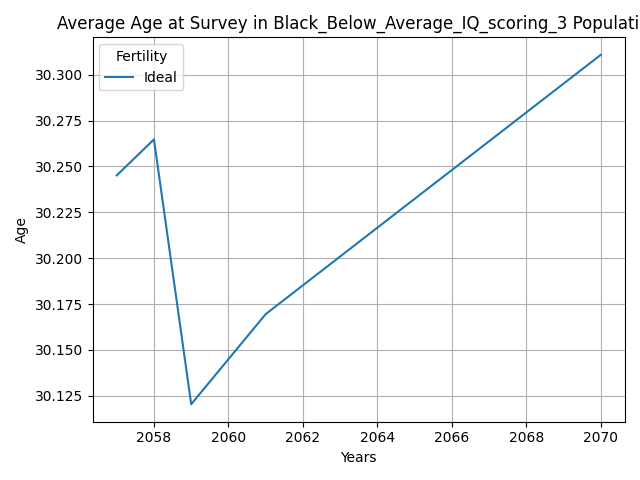 Average Age at Survey in Black_Below_Average_IQ_scoring_3 Populati
Fertility
Ideal
30.300
30.275
30.250
30.225
30.200
30.175
30.150
30.125
Age
2058 2060 2062 2064 2066 2068 2070
Years